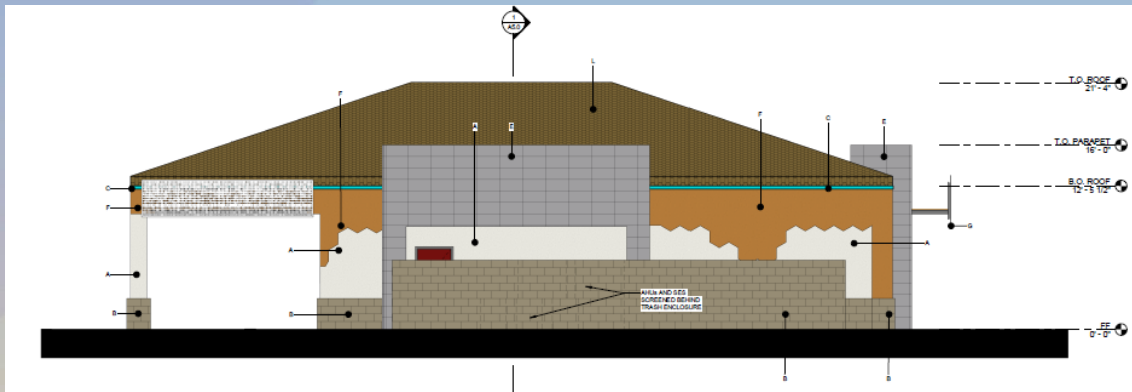 1
A5.0
L
F
A
E
F
C
E
T.O. ROOF
21' - 4"
T.O. PARAPET
16' - 0"
B.O. ROOF
12' - 5 1/2"
C
F
G
A
A
A
A
B
B
AHUs AND SES
SCREENED BEHIND
TRASH ENCLOSURE
B
B
FF
0' - 0"